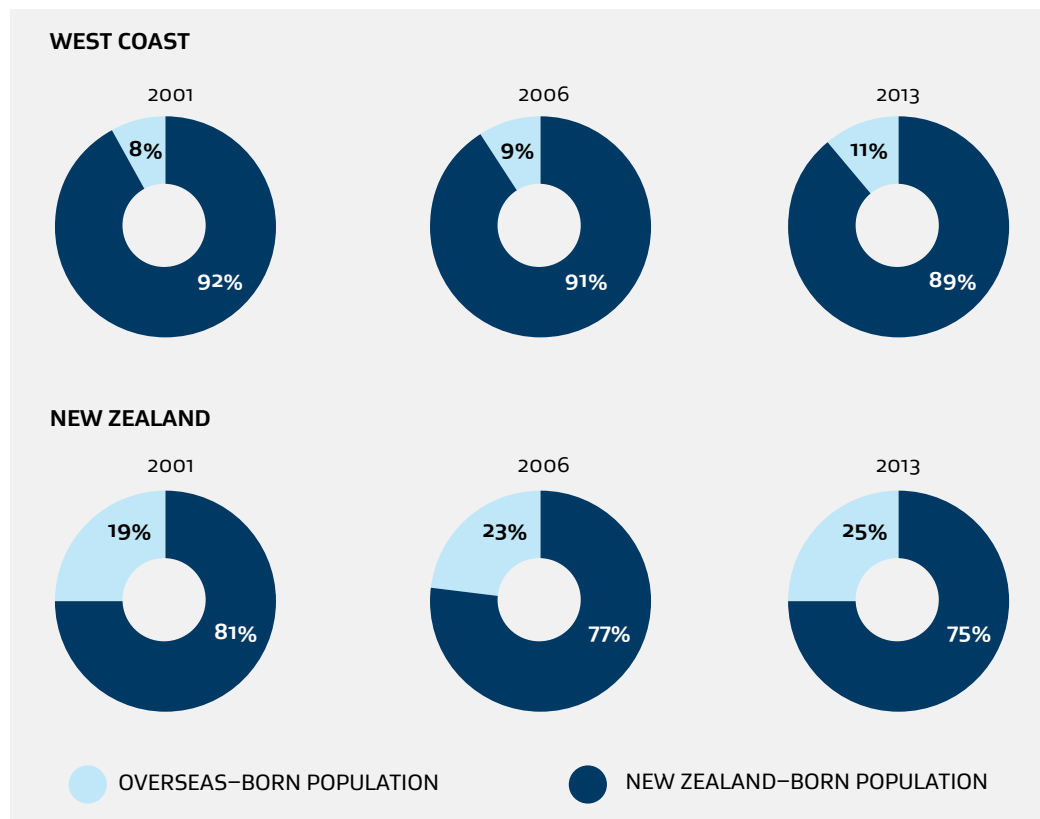 WEST COAST
2001 2006 2013
8% 9% 11%
92% 91% 89%
NEW ZEALAND
2001 2006 2013
19% 23% 25%
81% 77% 75%
OVERSEAS–BORN POPULATION NEW ZEALAND–BORN POPULATION